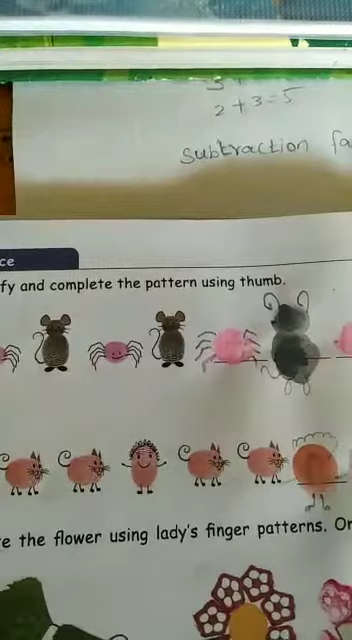 2+3=5
Subtraction fa
ce
fy and complete the pattern using thumb.
e the flower using lady's finger patterns. Or